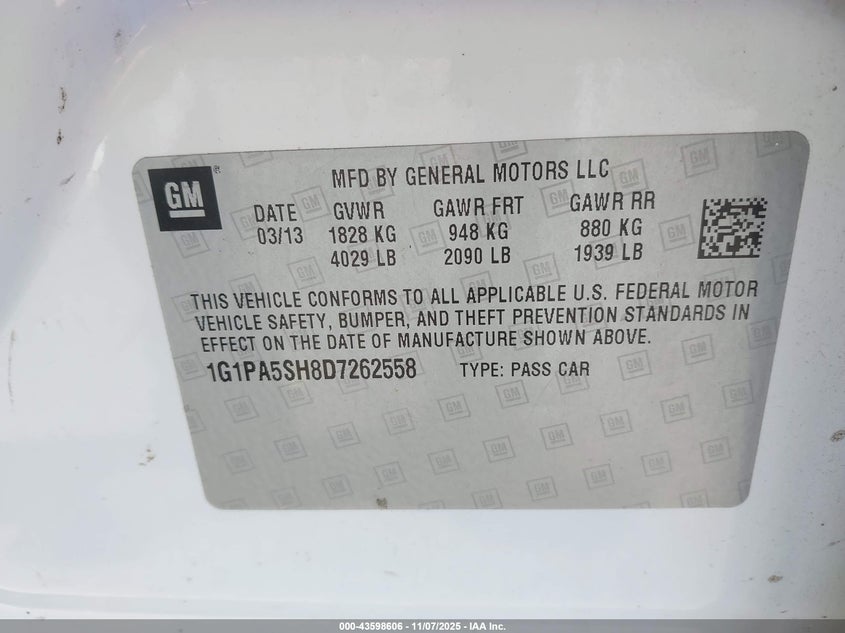 GM
MFD BY GENERAL MOTORS LLC
DATE GVWR GAWR FRT GAWR RR
03/13 1828 KG 948 KG 880 KG
4029 LB 2090 LB 1939 LB
THIS VEHICLE CONFORMS TO ALL APPLICABLE U.S. FEDERAL MOTOR
VEHICLE SAFETY, BUMPER, AND THEFT PREVENTION STANDARDS IN
EFFECT ON THE DATE OF MANUFACTURE SHOWN ABOVE.
1G1PA5SH8D7262558 TYPE: PASS CAR
000-43598606 - 11/07/2025 - IAA Inc.